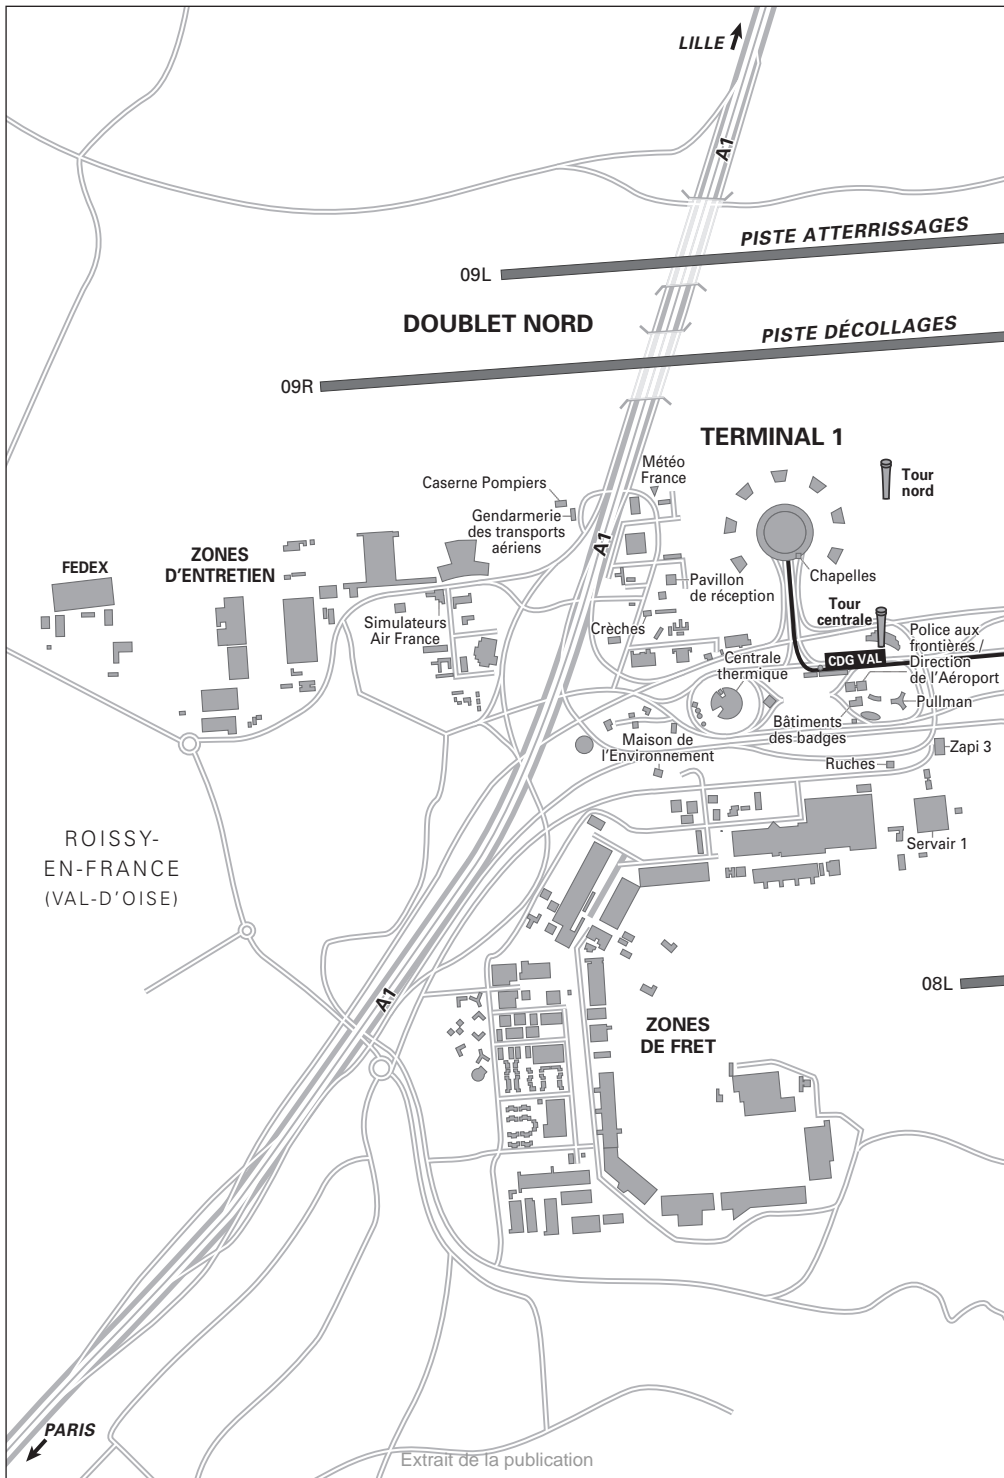 LILLE
A1
PISTE ATTERRISSAGES
09L
DOUBLET NORD
PISTE DÉCOLLAGES
09R
TERMINAL 1
Météo
France
Tour
nord
Caserne Pompiers
Gendarmerie
des transports
aériens
A1
ZONES
D'ENTRETIEN
FEDEX
Chapelles
Pavillon
de réception
Simulateurs
Air France
Crèches
Tour
centrale
Police aux
frontières /
Direction
de l'Aéroport
CDG VAL
Centrale
thermique
Pullman
Bâtiments
des badges
Maison de
l'Environnement
Zapi 3
Ruches
Servair 1
ROISSY-
EN-FRANCE
(VAL-D'OISE)
08L
A1
ZONES
DE FRET
PARIS
Extrait de la publication